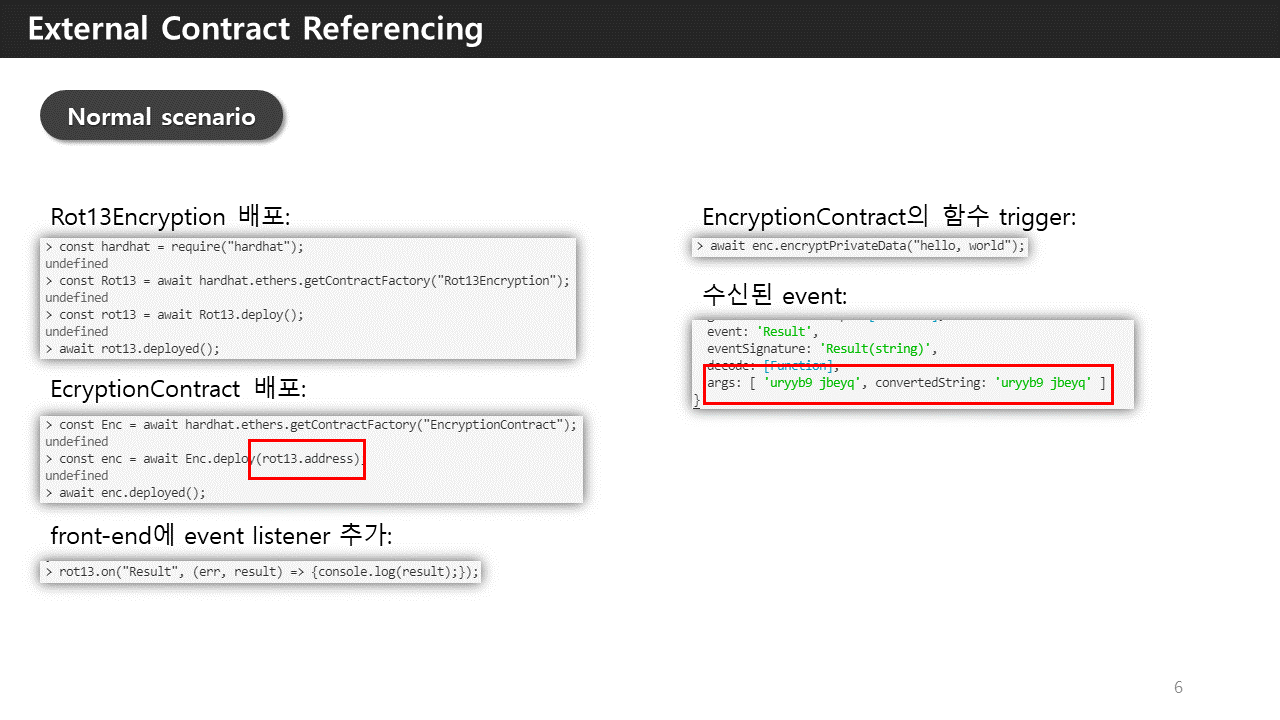 External Contract Referencing
Normal scenario
Rot13Encryption 배포:
> const hardhat = require("hardhat");
undefined
> const Rot13 = await hardhat.ethers.getContractFactory("Rot13Encryption");
undefined
> const rot13 = await Rot13.deploy();
undefined
> await rot13.deployed();
EcryptionContract 배포:
> const Enc = await hardhat.ethers.getContractFactory("EncryptionContract");
undefined
> const enc = await Enc.deploy(rot13.address)
undefined
> await enc.deployed();
front-end에 event listener 추가:
> rot13.on("Result", (err, result) => {console.log(result);});
EncryptionContract의 함수 trigger:
> await enc.encryptPrivateData("hello, world");
수신된 event:
event: 'Result',
eventSignature: 'Result(string)',
decode: [Function],
args: [ 'uryyb9 jbeyq', convertedString: 'uryyb9 jbeyq' ]
}
6